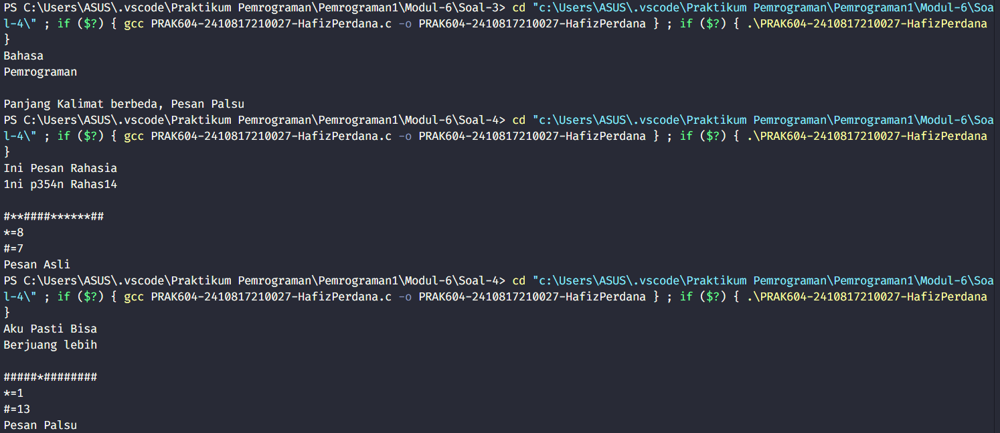 PS C:\Users\ASUS\.vscode\Praktikum Pemrograman\Pemrograman1\Modul-6\Soal-3> cd "c:\Users\ASUS\.vscode\Praktikum Pemrograman\Pemrograman1\Modul-6\Soa
l-4\" ; if ($?) { gcc PRAK604-2410817210027-HafizPerdana.c -o PRAK604-2410817210027-HafizPerdana } ; if ($?) { .\PRAK604-2410817210027-HafizPerdana
}
Bahasa
Pemrograman
Panjang Kalimat berbeda, Pesan Palsu
PS C:\Users\ASUS\.vscode\Praktikum Pemrograman\Pemrograman1\Modul-6\Soal-4> cd "c:\Users\ASUS\.vscode\Praktikum Pemrograman\Pemrograman1\Modul-6\Soa
l-4\" ; if ($?) { gcc PRAK604-2410817210027-HafizPerdana.c -o PRAK604-2410817210027-HafizPerdana } ; if ($?) { .\PRAK604-2410817210027-HafizPerdana
}
Ini Pesan Rahasia
1ni p354n Rahas14
#**####******##
*=8
#=7
Pesan Asli
PS C:\Users\ASUS\.vscode\Praktikum Pemrograman\Pemrograman1\Modul-6\Soal-4> cd "c:\Users\ASUS\.vscode\Praktikum Pemrograman\Pemrograman1\Modul-6\Soa
l-4\" ; if ($?) { gcc PRAK604-2410817210027-HafizPerdana.c -o PRAK604-2410817210027-HafizPerdana } ; if ($?) { .\PRAK604-2410817210027-HafizPerdana
}
Aku Pasti Bisa
Berjuang lebih
#####*########
*=1
#=13
Pesan Palsu